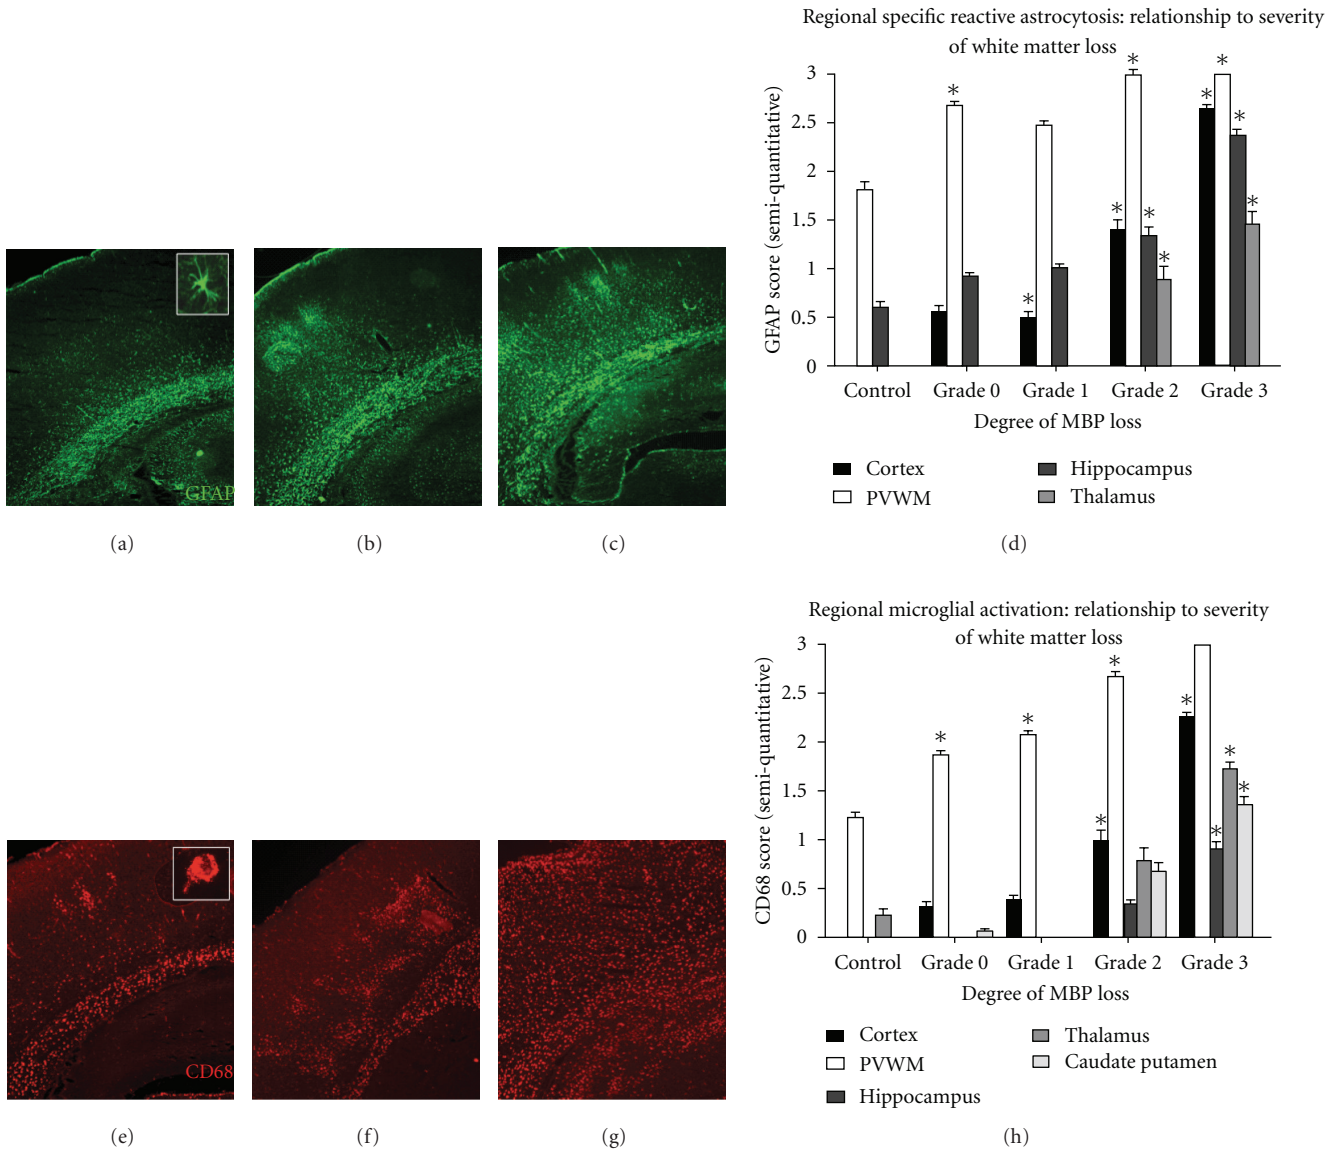 Regional specific reactive astrocytosis: relationship to severity
of white matter loss
GFAP score (semi-quantitative)
3
2.5
2
1.5
1
0.5
0
* * * * * * * * * * *
Control Grade 0 Grade 1 Grade 2 Grade 3
Degree of MBP loss
Cortex Hippocampus
PVWM Thalamus
GFAP
(a) (b) (c) (d)
Regional microglial activation: relationship to severity
of white matter loss
CD68 score (semi-quantitative)
3
2.5
2
1.5
1
0.5
0
* * * * * * * *
Control Grade 0 Grade 1 Grade 2 Grade 3
Degree of MBP loss
Cortex Thalamus
PVWM Caudate putamen
Hippocampus
CD68
(e) (f) (g) (h)